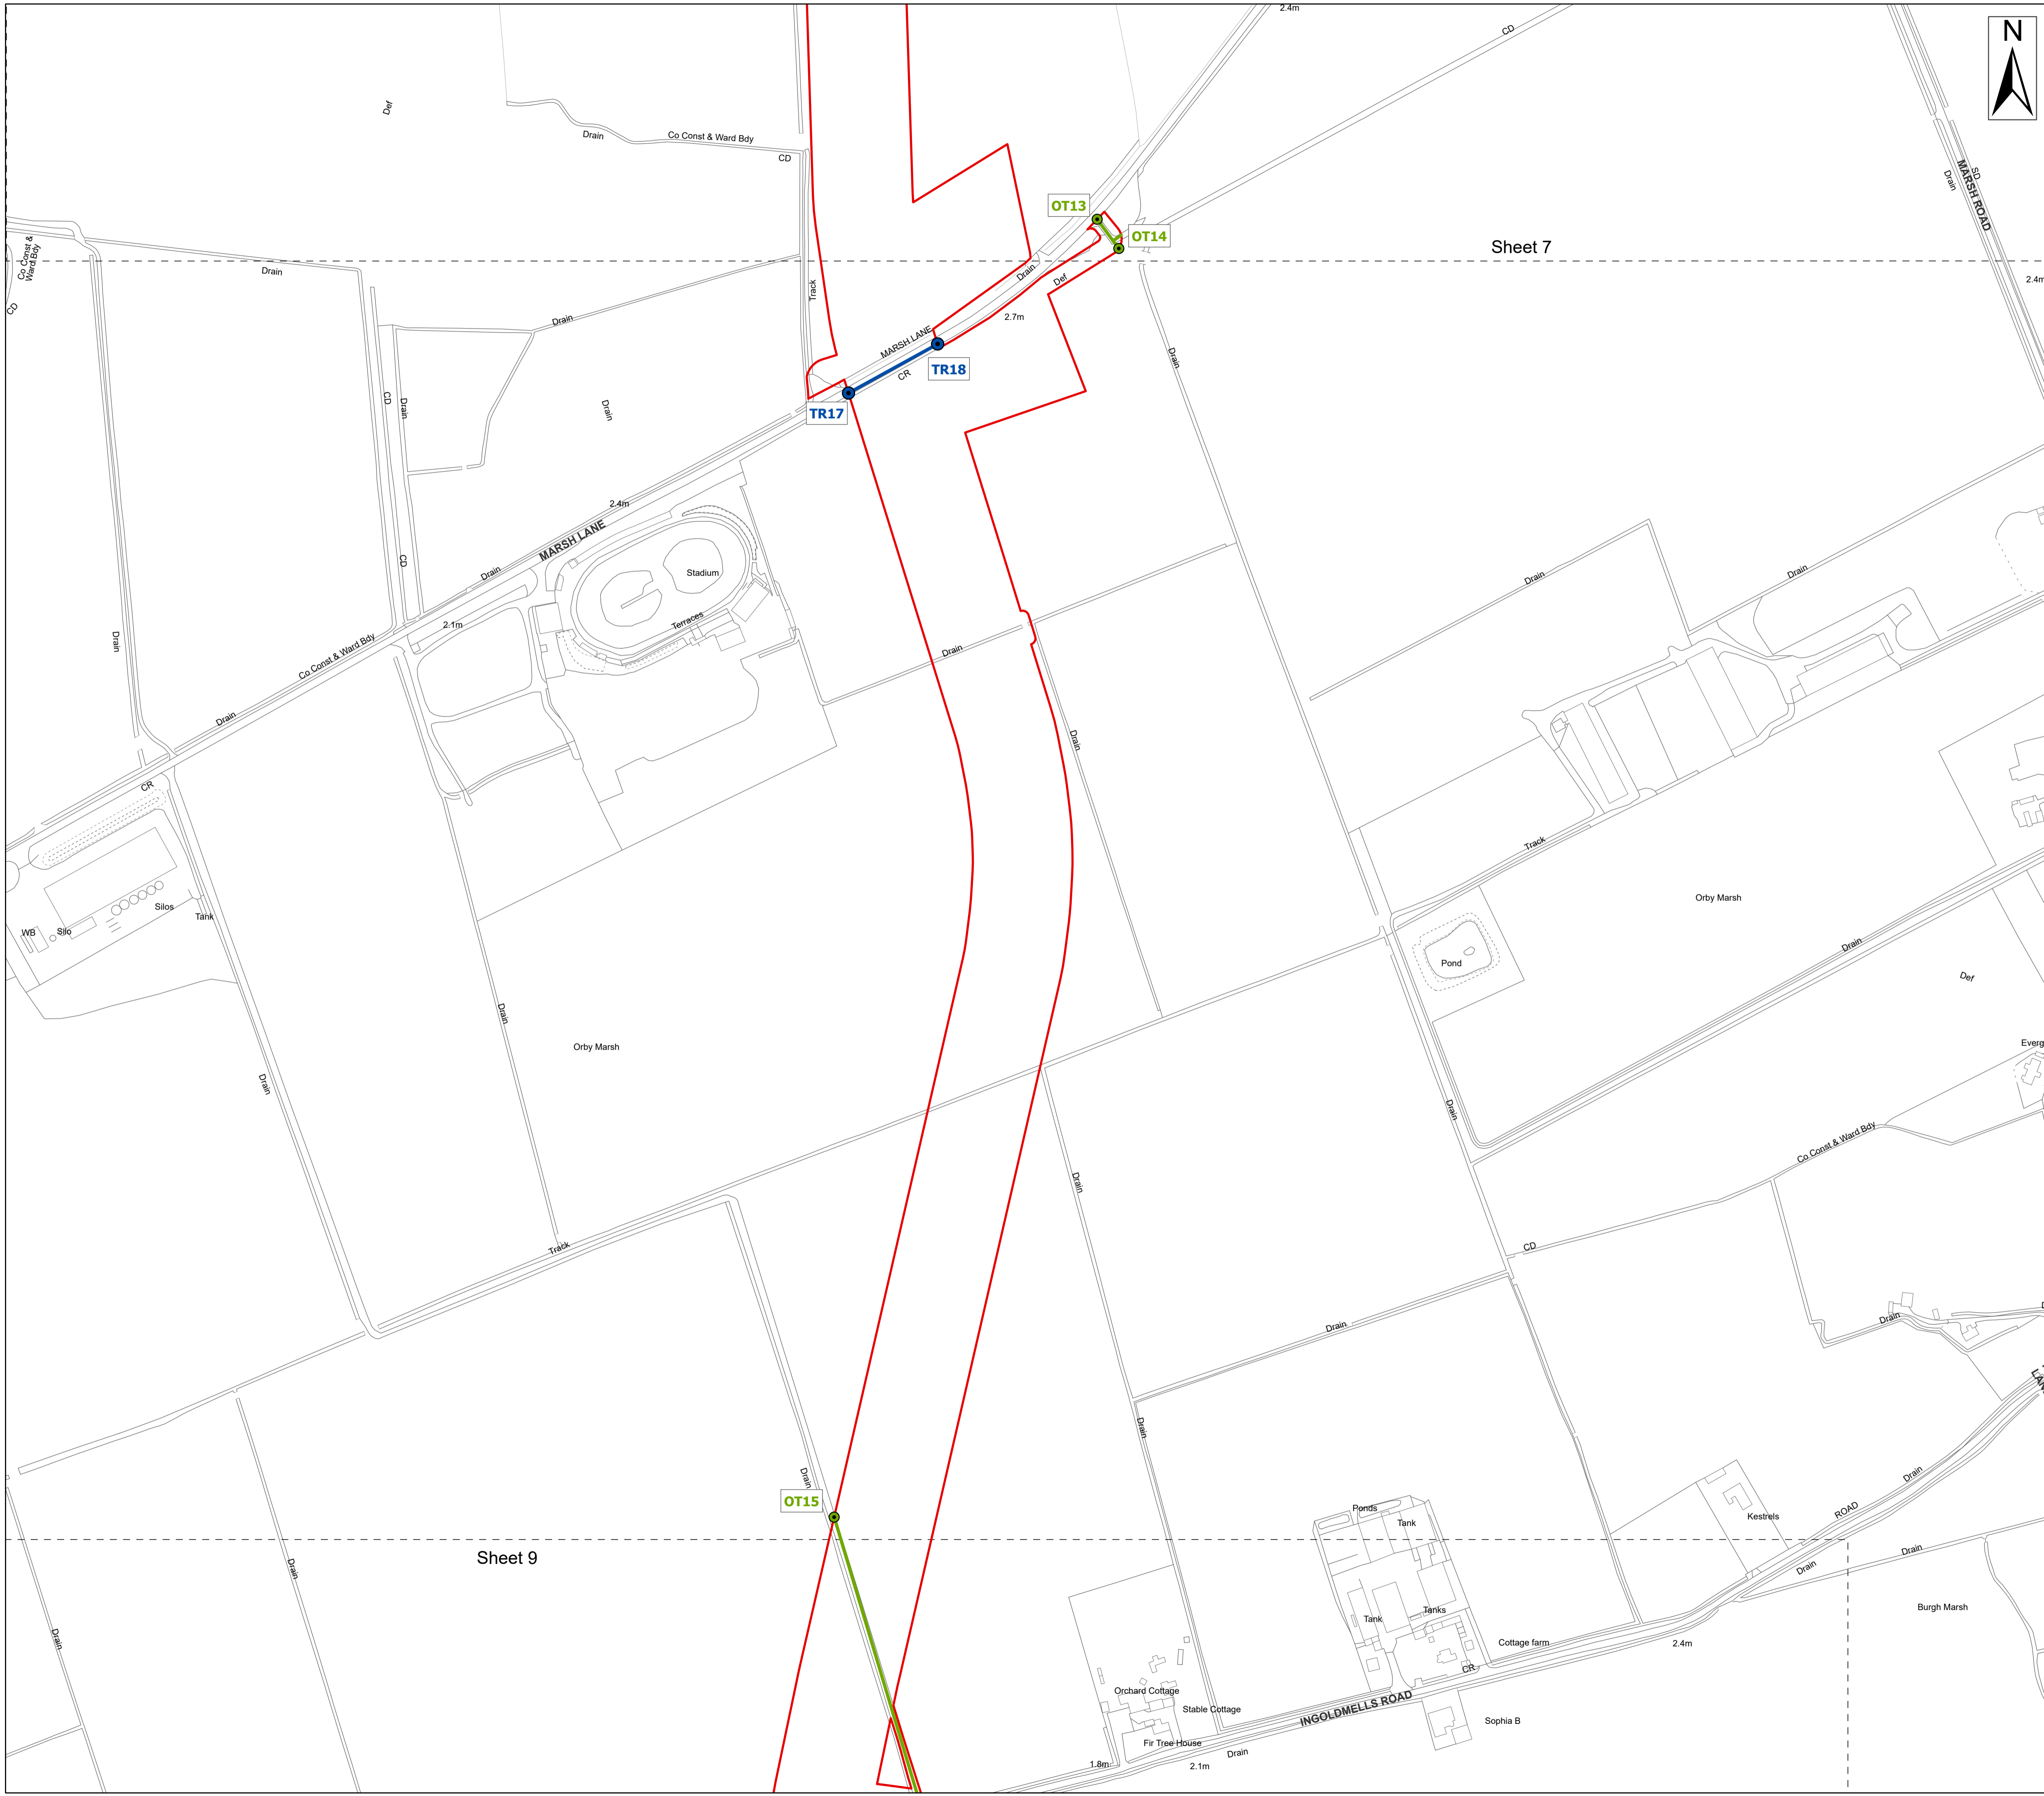 2.4m
CD
N
Def
Drain
Co Const & Ward Bdy
CD
SD
MARSH ROAD
Drain
OT13
OT14
Sheet 7
Co Const &
Ward Bdy
CD
Drain
Track
Drain
Def
2.4m
Drain
2.7m
MARSH LANE
CR
TR18
TR17
Drain
CD
Drain
Drain
2.4m
MARSH LANE
Drain
CD
Stadium
Terraces
Drain
Drain
2.1m
Co Const & Ward Bdy
Drain
Drain
Drain
Drain
CR
Track
Silos
Tank
WB
Silo
Orby Marsh
Drain
Pond
Def
Drain
Orby Marsh
Drain
Drain
Co Const & Ward Bdy
Drain
Track
CD
Drain
Drain
Drain
Drain
OT15
Ponds
Tank
Kestrels
ROAD
Drain
Sheet 9
Drain
Drain
Drain
Burgh Marsh
Tank
Tanks
Drain
Cottage farm
2.4m
CR
Orchard Cottage
Stable Cottage
INGOLDMELLS ROAD
Sophia B
Fir Tree House
Drain
1.8m
2.1m